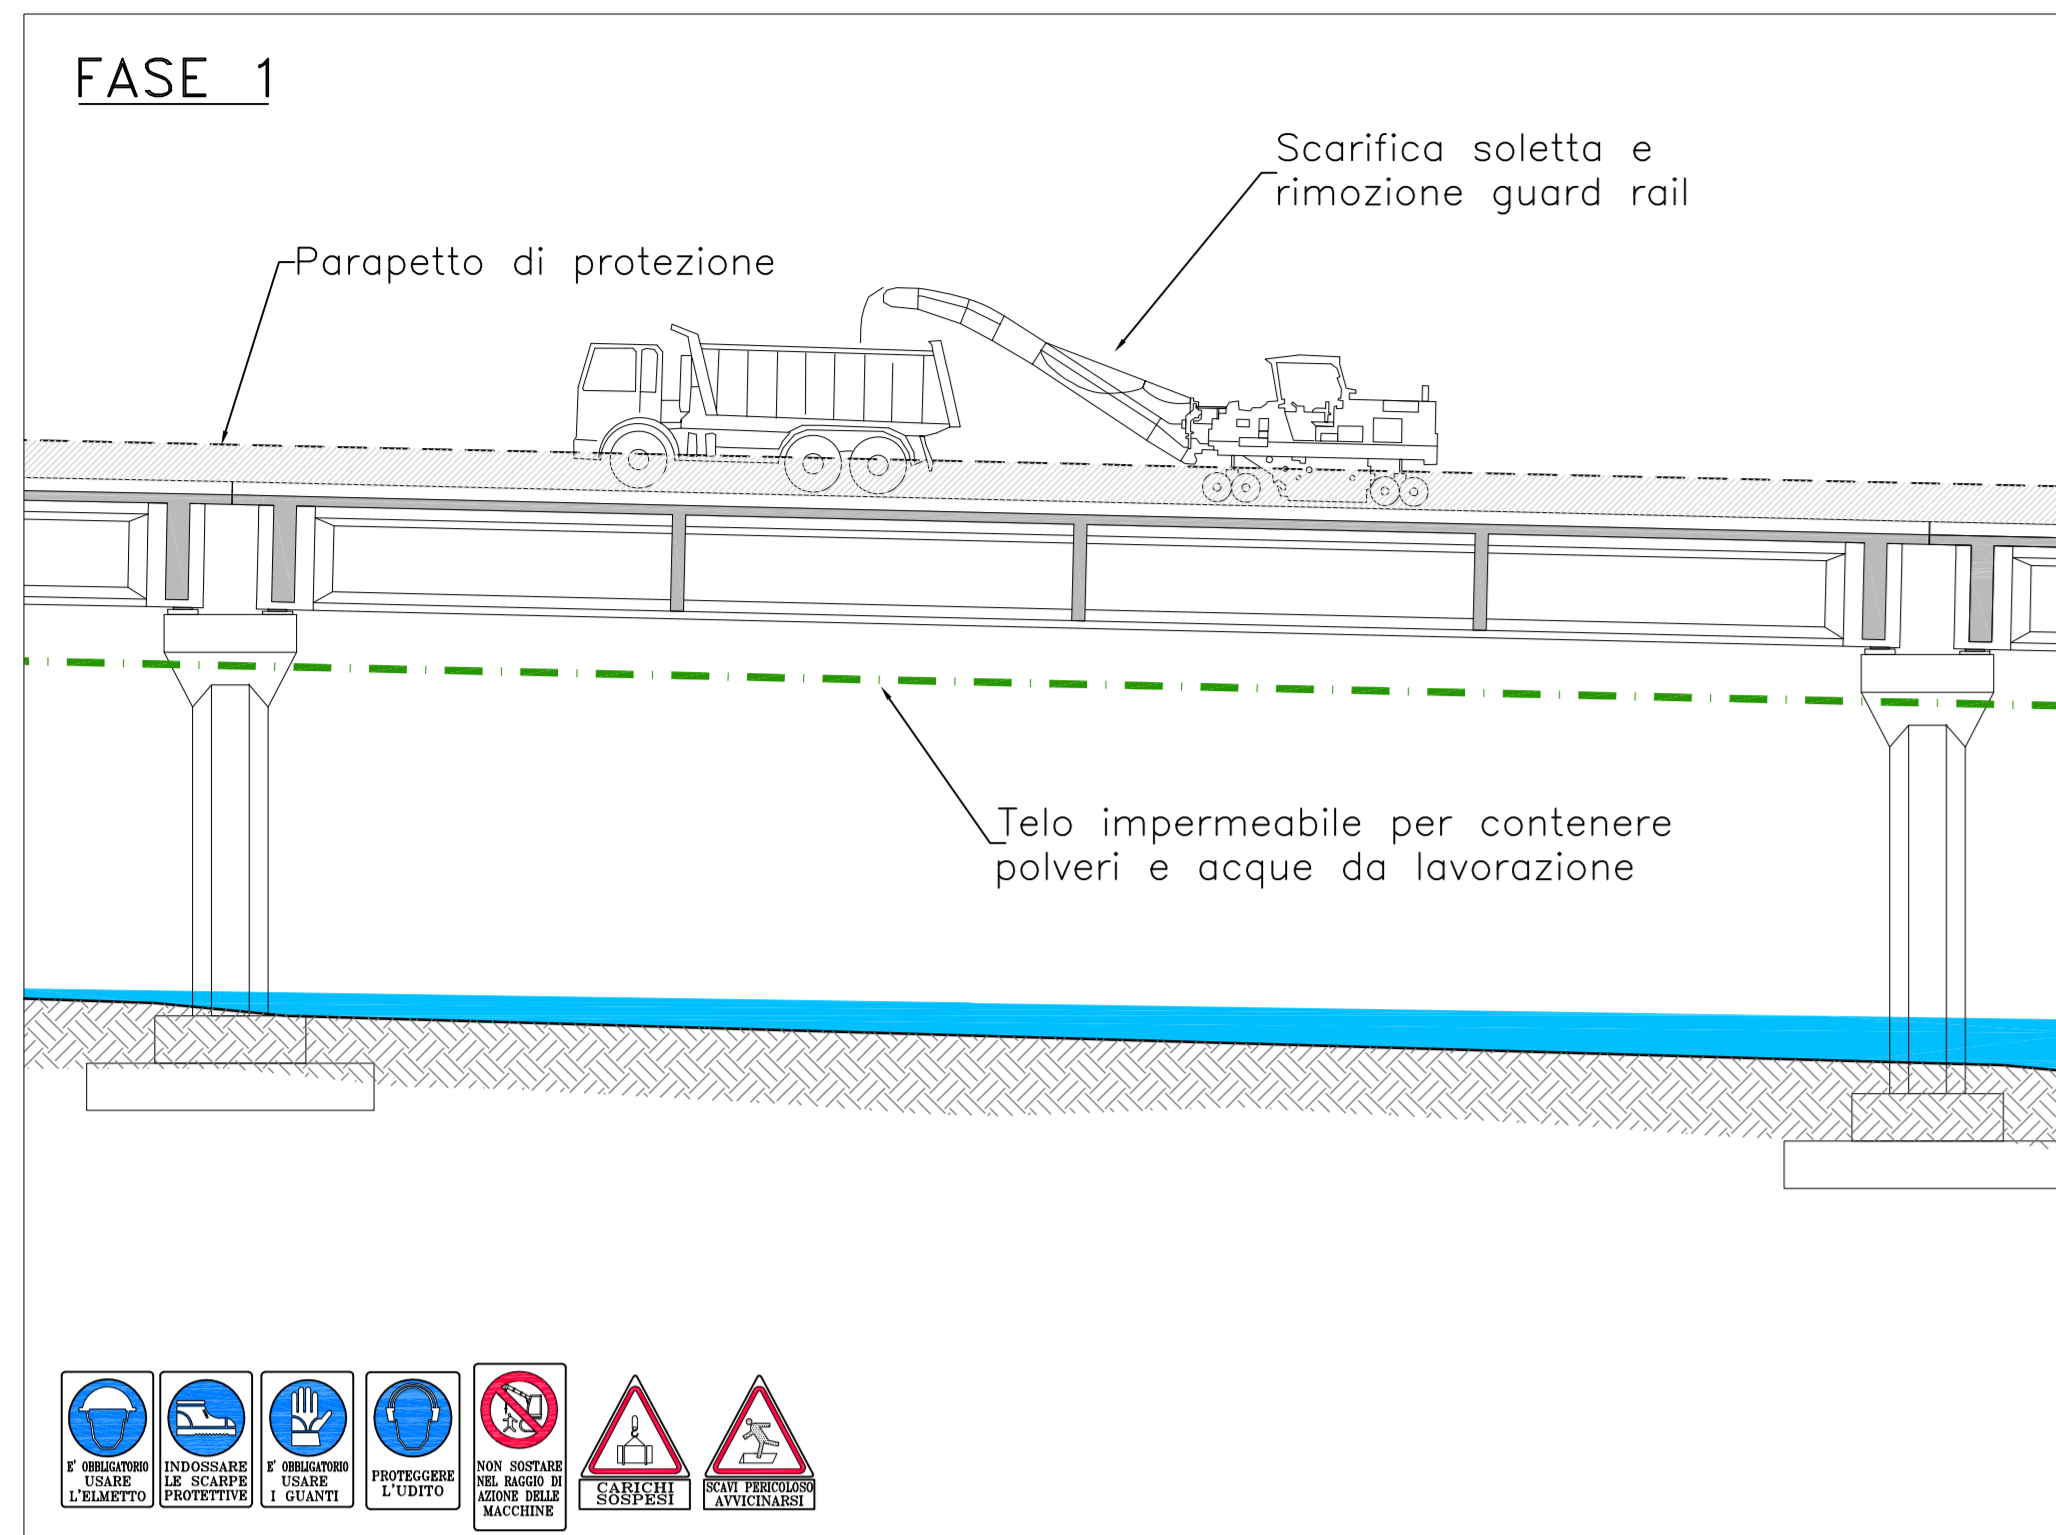 FASE 1
Scarifica soletta e
rimozione guard rail
Parapetto di protezione
Telo impermeabile per contenere
polveri e acque da lavorazione
E' OBBLIGATORIO
USARE
L'ELMETTO
INDOSSARE
LE SCARPE
PROTETTIVE
E' OBBLIGATORIO
USARE
I GUANTI
PROTEGGERE
L'UDITO
NON SOSTARE
NEL RAGGIO DI
AZIONE DELLE
MACCHINE
CARICHI
SOSPESI
SCAVI PERICOLOSO
AVVICINARSI